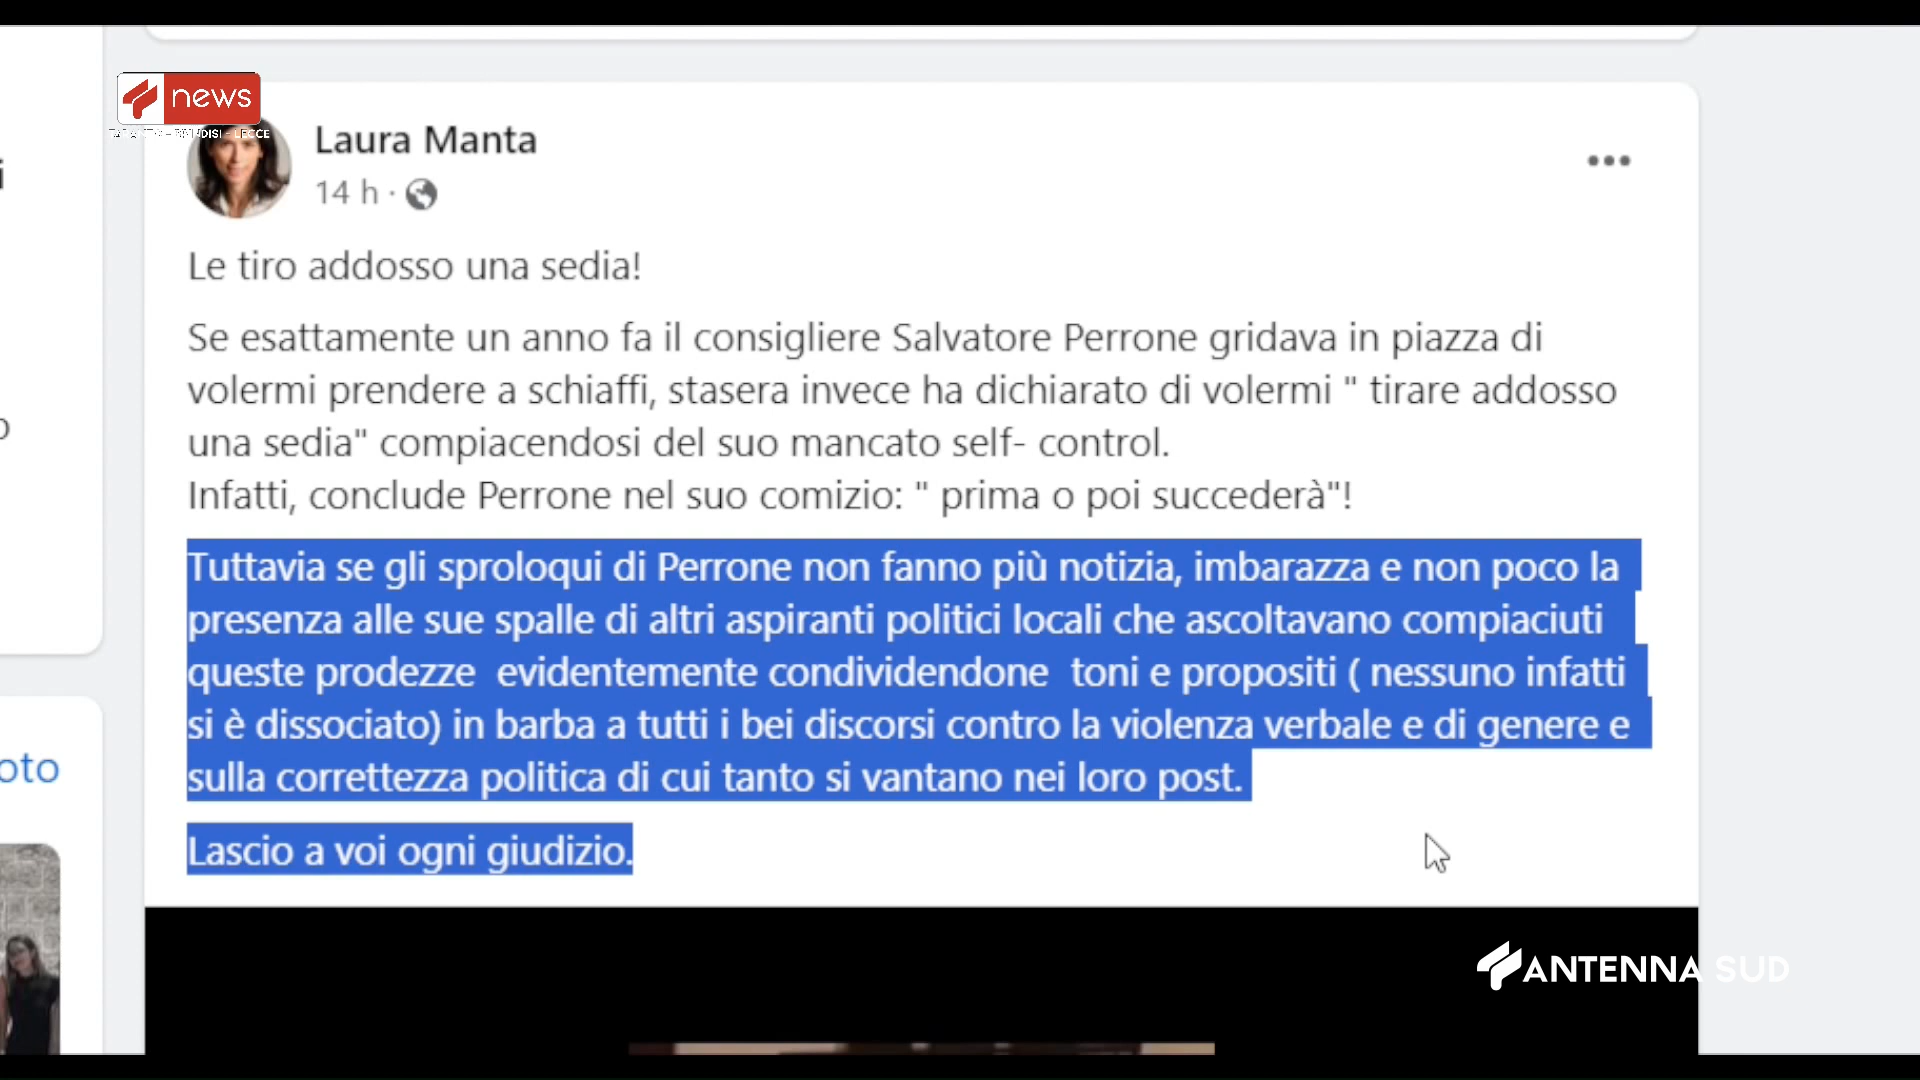 news
TARANTO - BRINDISI - LECCE
Laura Manta
14 h ·
Le tiro addosso una sedia!
Se esattamente un anno fa il consigliere Salvatore Perrone gridava in piazza di
volermi prendere a schiaffi, stasera invece ha dichiarato di volermi " tirare addosso
una sedia" compiacendosi del suo mancato self- control.
Infatti, conclude Perrone nel suo comizio: " prima o poi succederà"!
Tuttavia se gli sproloqui di Perrone non fanno più notizia, imbarazza e non poco la
presenza alle sue spalle di altri aspiranti politici locali che ascoltavano compiaciuti
queste prodezze  evidentemente condividendone  toni e propositi ( nessuno infatti
si è dissociato) in barba a tutti i bei discorsi contro la violenza verbale e di genere e
sulla correttezza politica di cui tanto si vantano nei loro post.
Lascio a voi ogni giudizio.
oto
ANTENNA SUD